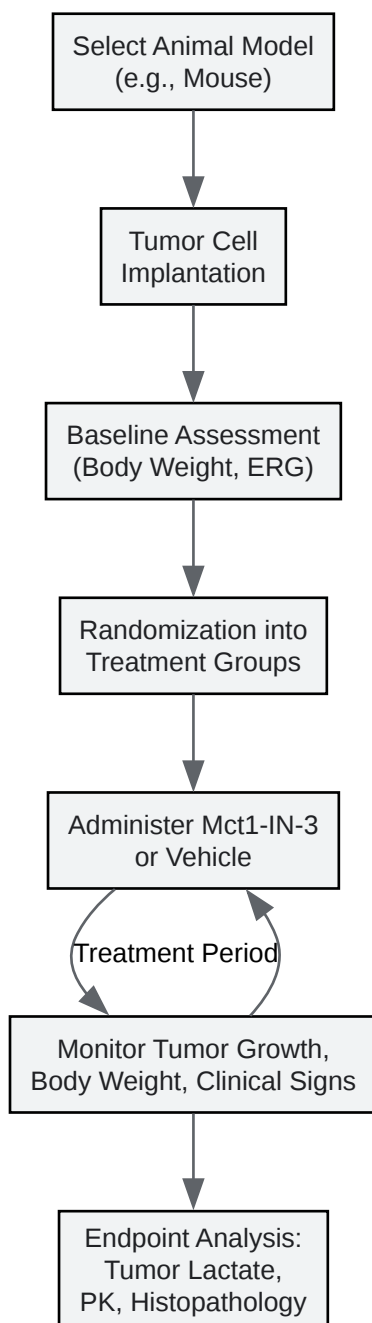 Select Animal Model
(e.g., Mouse)
Tumor Cell
Implantation
Baseline Assessment
(Body Weight, ERG)
Randomization into
Treatment Groups
Administer Mct1-IN-3
or Vehicle
Treatment Period
Monitor Tumor Growth,
Body Weight, Clinical Signs
Endpoint Analysis:
Tumor Lactate,
PK, Histopathology